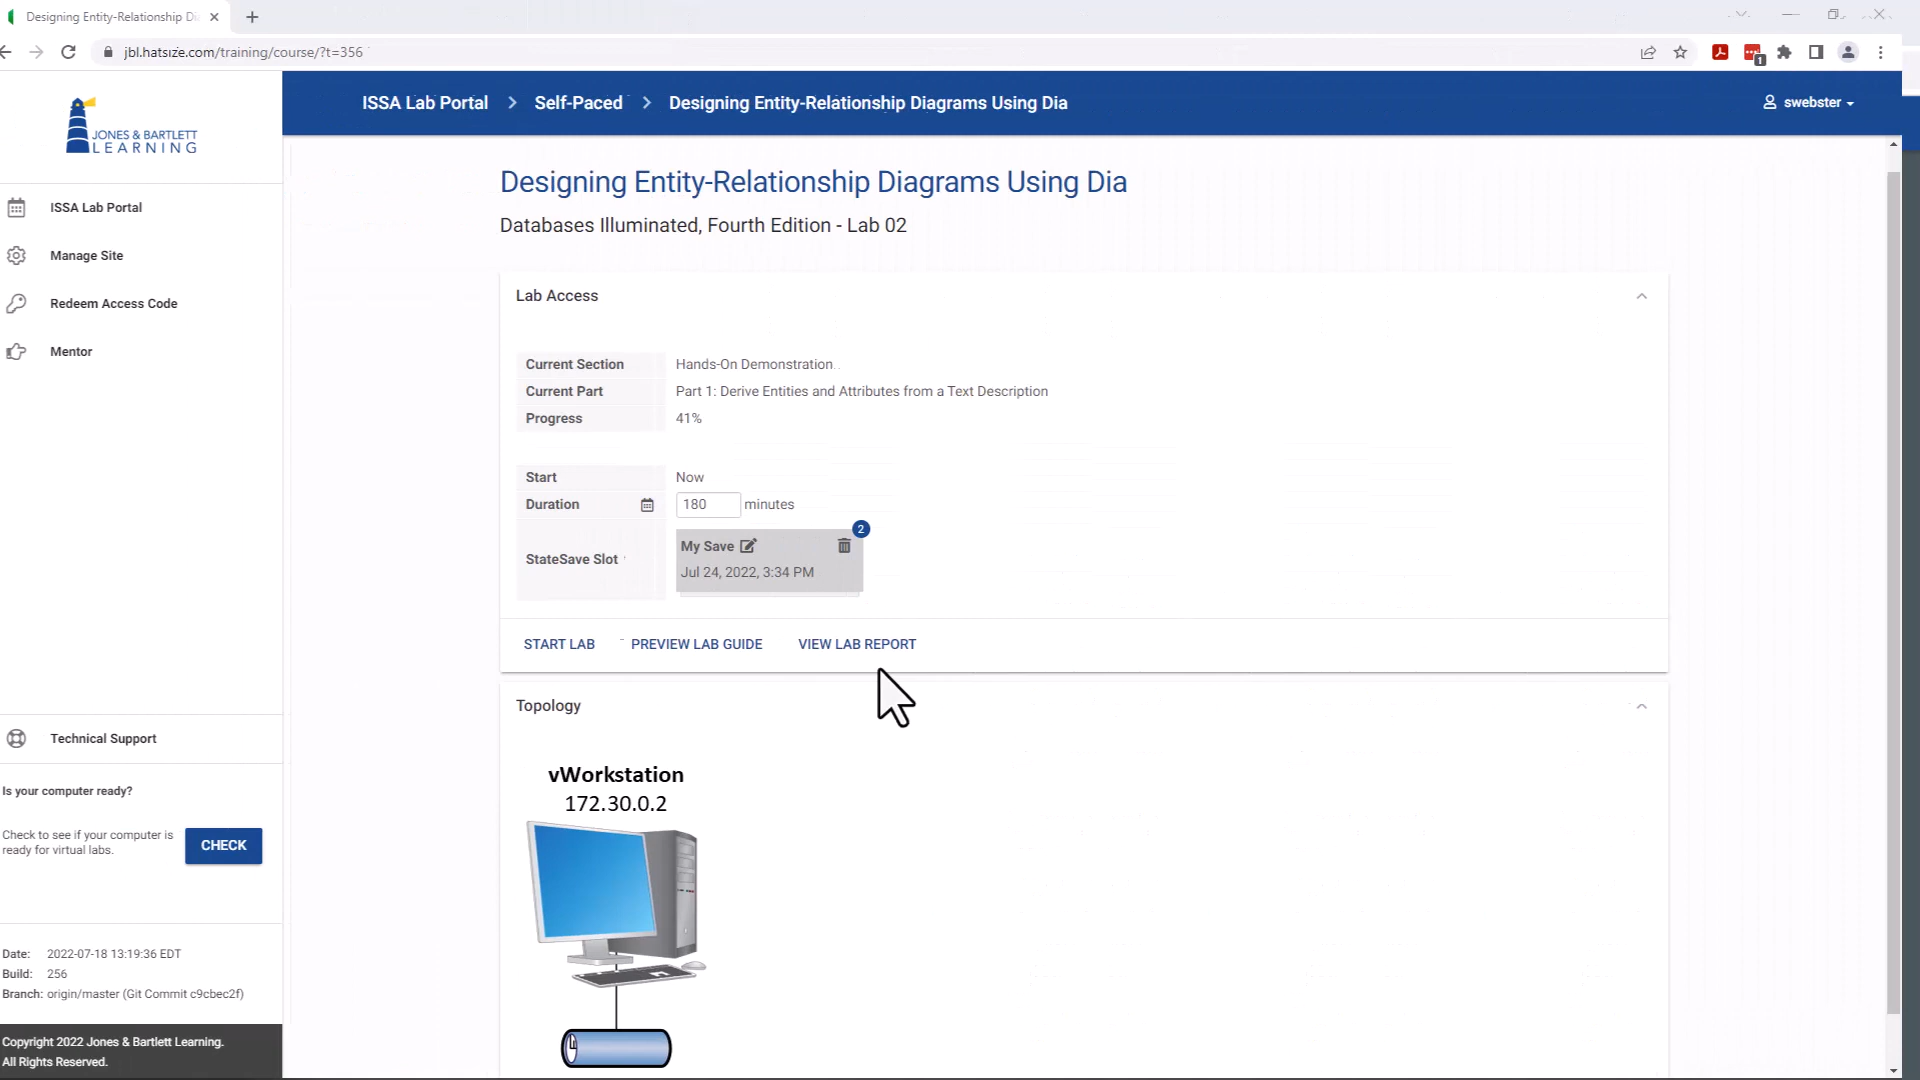 Designing Entity-Relationship Di
jbl.hatsize.com/training/course/?t=356
1
JONES & BARTLETT
LEARNING
ISSA Lab Portal > Self-Paced > Designing Entity-Relationship Diagrams Using Dia
swebster
ISSA Lab Portal
Manage Site
Redeem Access Code
Mentor
Designing Entity-Relationship Diagrams Using Dia
Databases Illuminated, Fourth Edition - Lab 02
Lab Access
Current Section Hands-On Demonstration
Current Part Part 1: Derive Entities and Attributes from a Text Description
Progress 41%
Start Now
Duration 180 minutes
2
StateSave Slot
My Save
Jul 24, 2022, 3:34 PM
START LAB PREVIEW LAB GUIDE VIEW LAB REPORT
Topology
vWorkstation
172.30.0.2
Technical Support
Is your computer ready?
Check to see if your computer is
ready for virtual labs.
CHECK
Date: 2022-07-18 13:19:36 EDT
Build: 256
Branch: origin/master (Git Commit c9cbec2f)
Copyright 2022 Jones & Bartlett Learning.
All Rights Reserved.